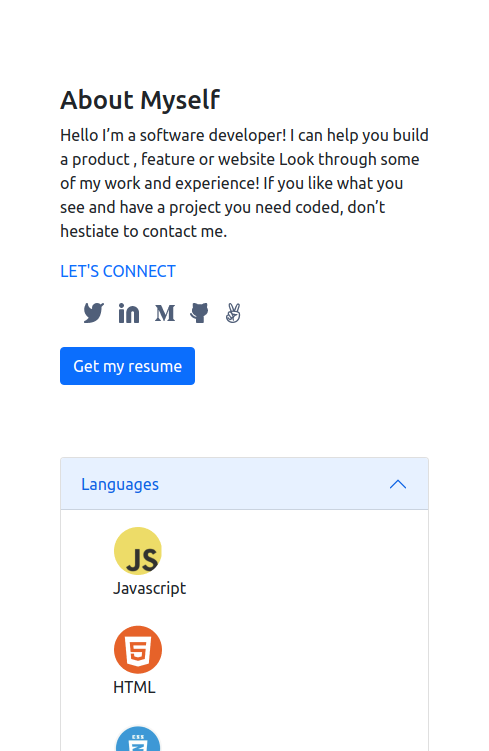 About Myself
Hello I’m a software developer! I can help you build
a product , feature or website Look through some
of my work and experience! If you like what you
see and have a project you need coded, don’t
hestiate to contact me.
LET'S CONNECT
Get my resume
Languages
JS
Javascript
HTML